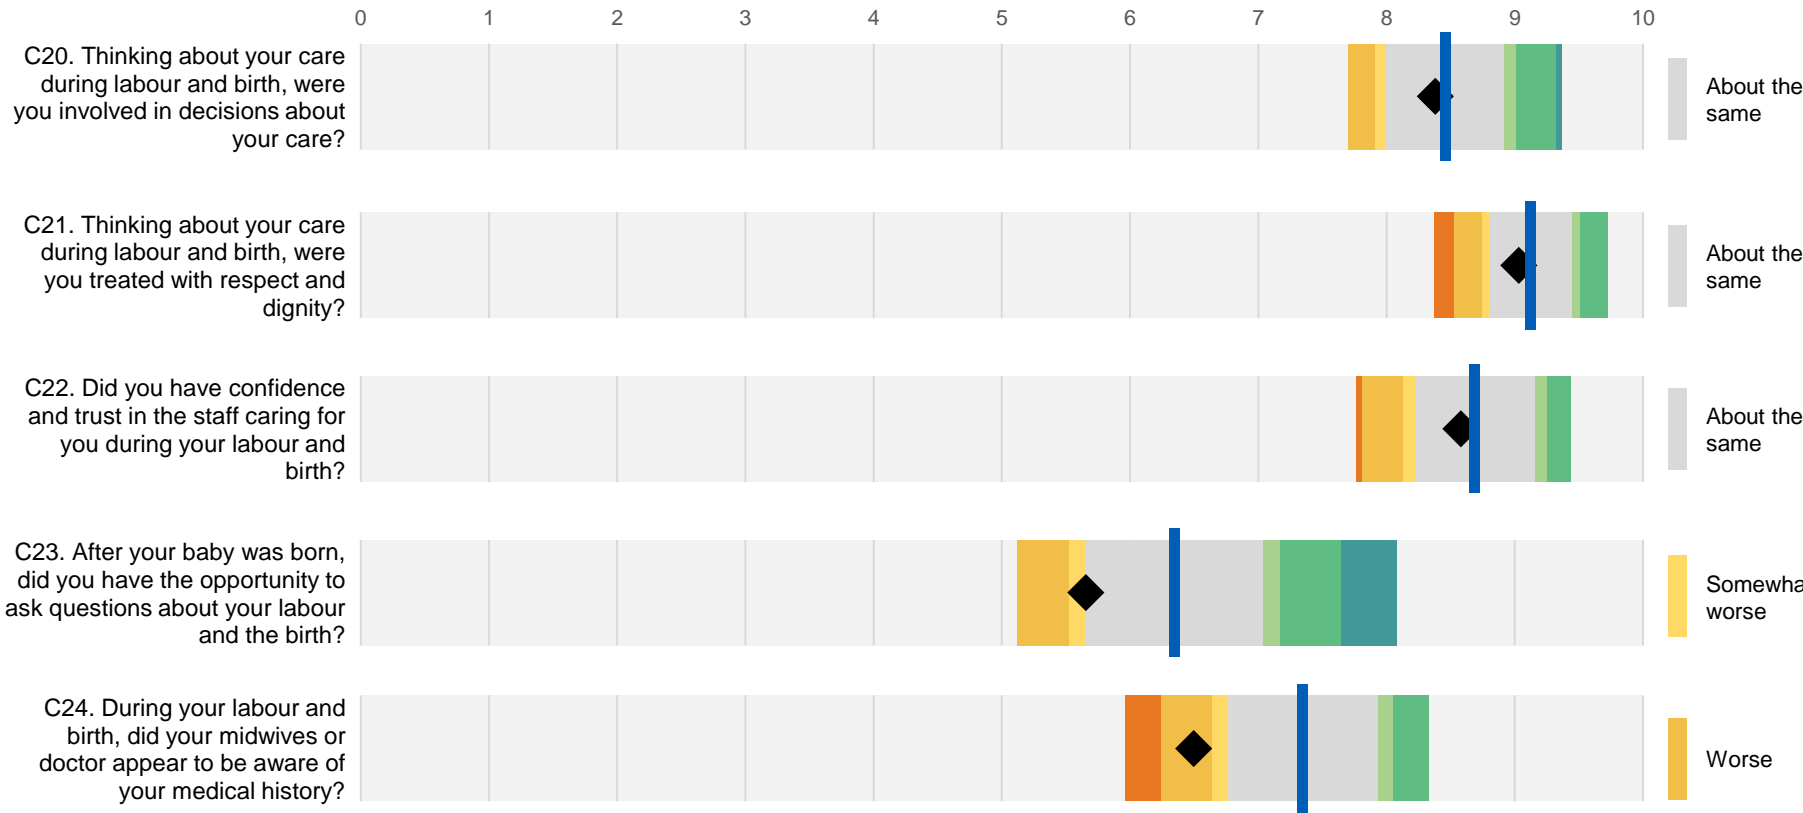 0 1 2 3 4 5 6 7 8 9 10
C20. Thinking about your care
during labour and birth, were
you involved in decisions about
your care?
About the
same
C21. Thinking about your care
during labour and birth, were
you treated with respect and
dignity?
About the
same
C22. Did you have confidence
and trust in the staff caring for
you during your labour and
birth?
About the
same
C23. After your baby was born,
did you have the opportunity to
ask questions about your labour
and the birth?
Somewha
worse
C24. During your labour and
birth, did your midwives or
doctor appear to be aware of
your medical history?
Worse